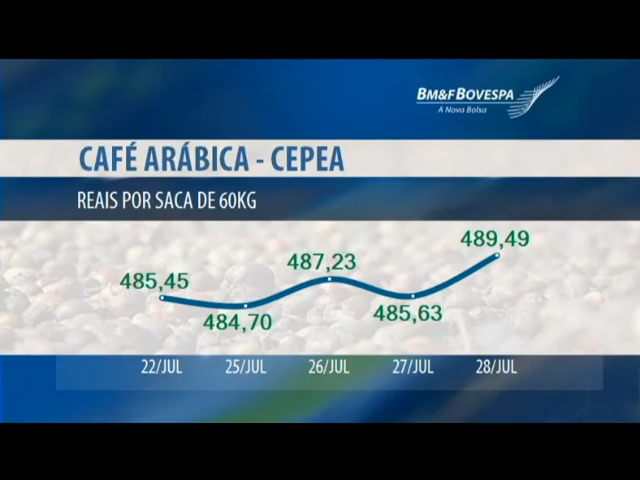 BM&FBOVESPA
A Nova Bolsa
CAFÉ ARÁBICA - CEPEA
REAIS POR SACA DE 60KG
485,45
484,70
487,23
485,63
489,49
22/JUL 25/JUL 26/JUL 27/JUL 28/JUL